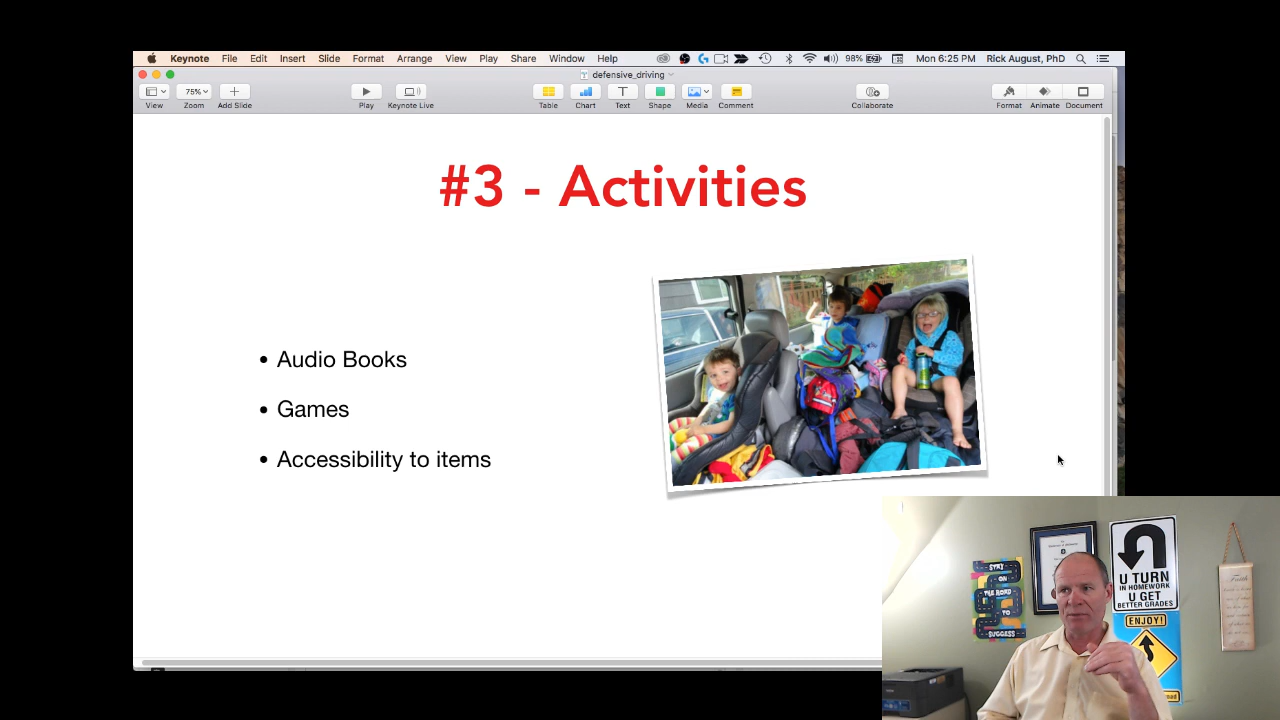 Keynote File Edit Insert Slide Format Arrange View Play Share Window Help 98% Mon 6:25 PM Rick August, PhD
defensive_driving
75%
View Zoom Add Slide Play Keynote Live Table Chart Text Shape Media Comment Collaborate Format Animate Document
#3 - Activities
• Audio Books
• Games
• Accessibility to items
STAY
ON
THE ROAD
TO
SUCCESS
U TURN
IN HOMEWORK
U GET
BETTER GRADES
ENJOY!
Faith